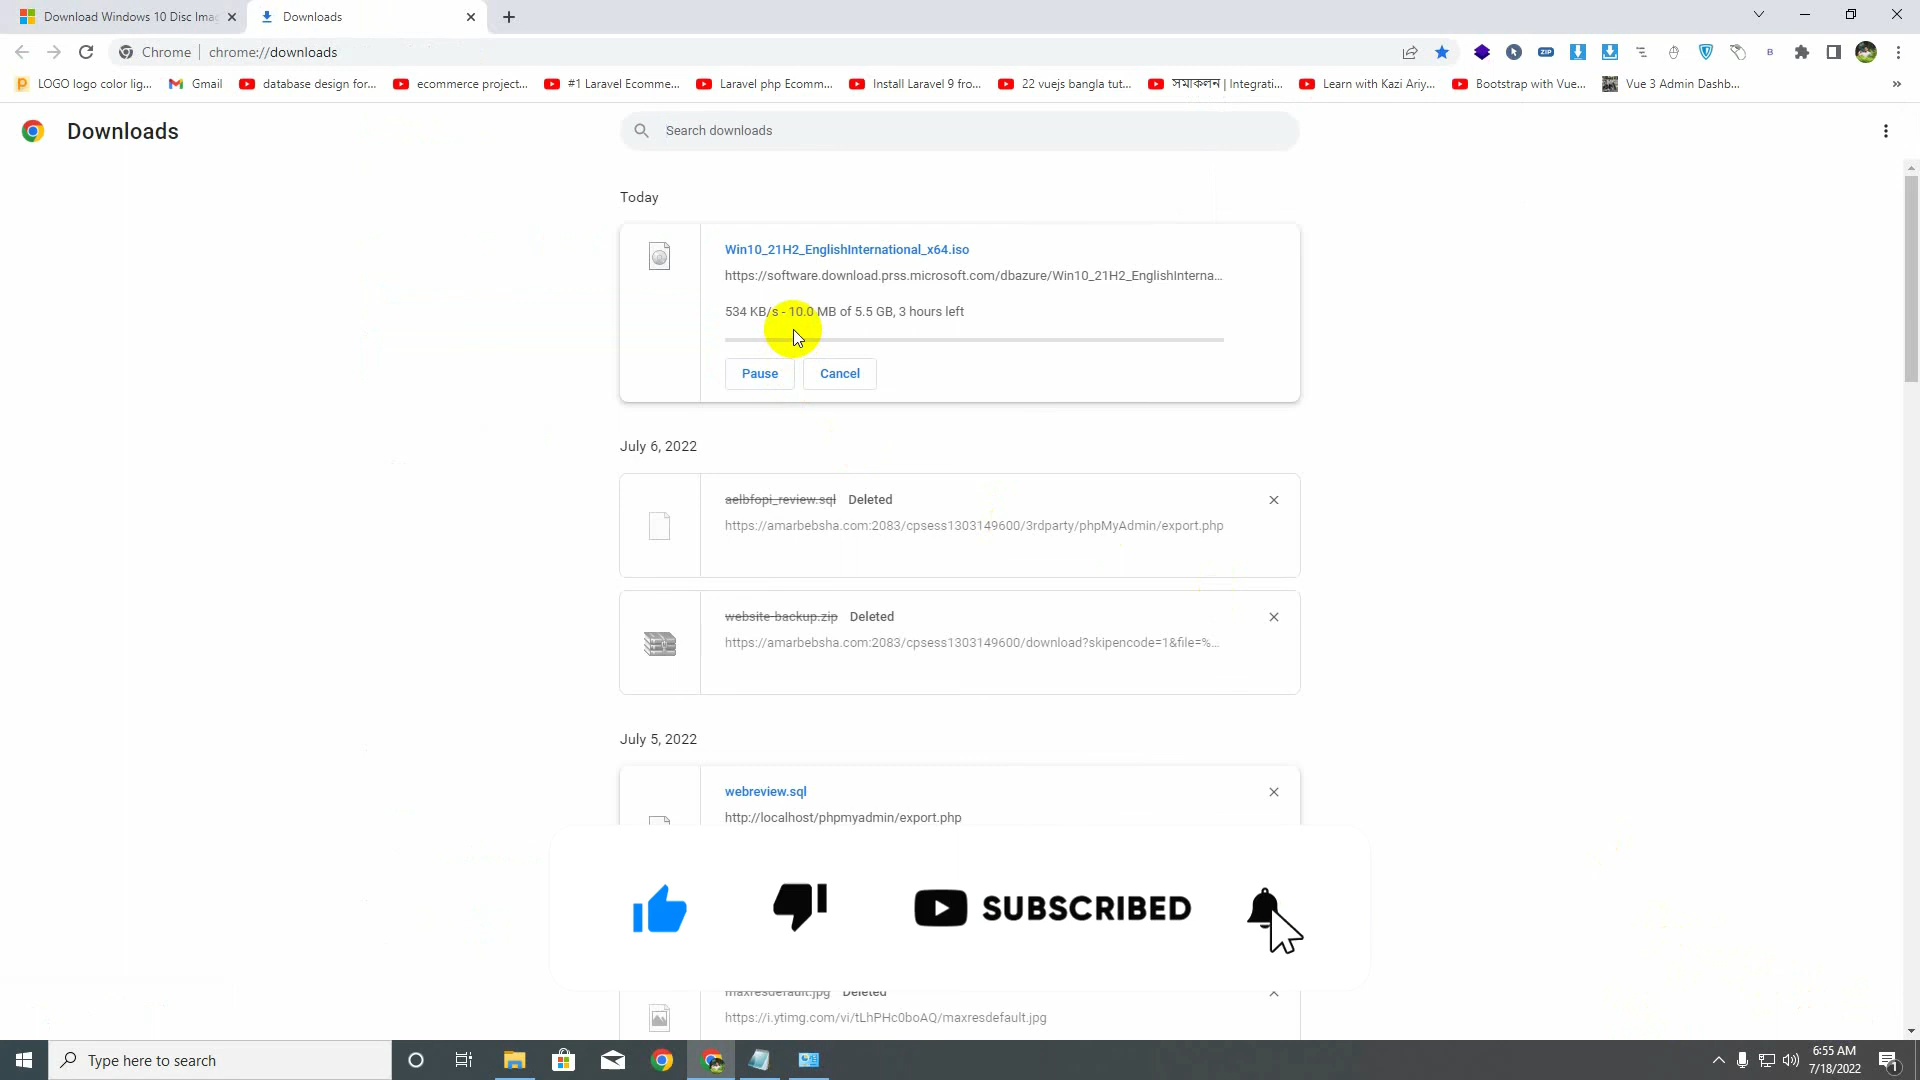 Download Windows 10 Disc Ima
Downloads
Chrome chrome://downloads
ZIP
B
LOGO logo color lig...
Gmail
database design for...
ecommerce project...
#1 Laravel Ecomme...
Laravel php Ecomm...
Install Laravel 9 fro...
22 vuejs bangla tut...
সমাকলন | Integrati...
Learn with Kazi Ariy...
Bootstrap with Vue...
Vue 3 Admin Dashb...
»
Downloads
Search downloads
Today
Win10_21H2_EnglishInternational_x64.iso
https://software.download.prss.microsoft.com/dbazure/Win10_21H2_EnglishInterna...
534 KB/s - 10.0 MB of 5.5 GB, 3 hours left
Pause
Cancel
July 6, 2022
aelbfopi_review.sql Deleted
https://amarbebsha.com:2083/cpsess1303149600/3rdparty/phpMyAdmin/export.php
website-backup.zip Deleted
https://amarbebsha.com:2083/cpsess1303149600/download?skipencode=1&file=%...
July 5, 2022
webreview.sql
http://localhost/phpmyadmin/export.php
SUBSCRIBED
maxresdefault.jpg Deleted
https://i.ytimg.com/vi/tLhPHc0boAQ/maxresdefault.jpg
Type here to search
6:55 AM
7/18/2022
1